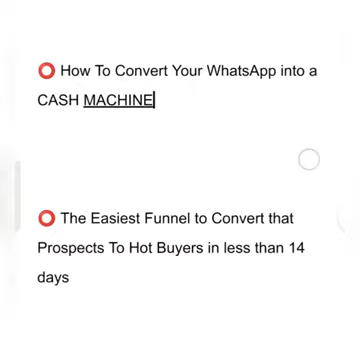 ⭕ How To Convert Your WhatsApp into a
CASH MACHINE
⭕ The Easiest Funnel to Convert that
Prospects To Hot Buyers in less than 14
days